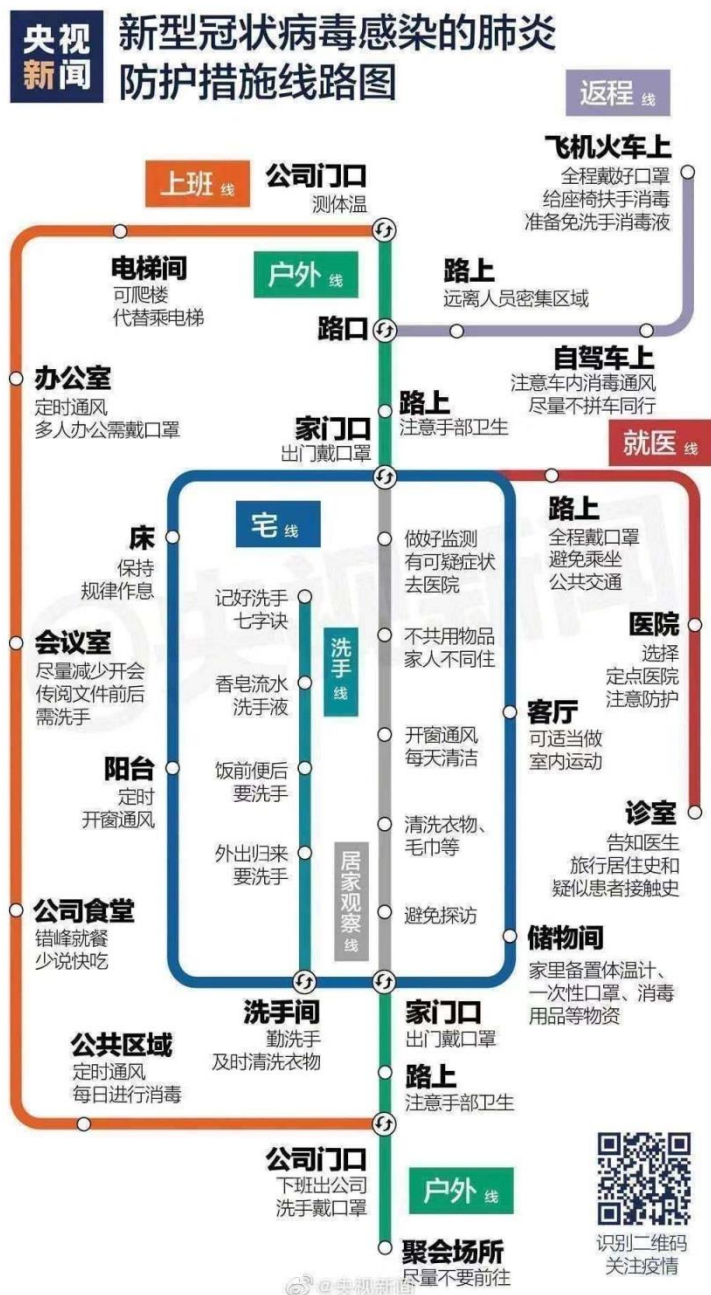 央视
新闻
新型冠状病毒感染的肺炎
防护措施线路图
返程 线
飞机火车上
全程戴好口罩
给座椅扶手消毒
准备免洗手消毒液
上班 线
公司门口
测体温
户外 线
电梯间
可爬楼
代替乘电梯
路上
远离人员密集区域
路口
自驾车上
注意车内消毒通风
尽量不拼车同行
办公室
定时通风
多人办公需戴口罩
路上
注意手部卫生
家门口
出门戴口罩
就医 线
宅 线
床
保持
规律作息
做好监测
有可疑症状
去医院
路上
全程戴口罩
避免乘坐
公共交通
记好洗手
七字诀
洗手 线
不共用物品
家人不同住
医院
选择
定点医院
注意防护
会议室
尽量减少开会
传阅文件前后
需洗手
香皂流水
洗手液
客厅
可适当做
室内运动
开窗通风
每天清洁
阳台
定时
开窗通风
饭前便后
要洗手
清洗衣物、
毛巾等
诊室
告知医生
旅行居住史和
疑似患者接触史
外出归来
要洗手
居家观察 线
避免探访
公司食堂
错峰就餐
少说快吃
储物间
家里备置体温计、
一次性口罩、消毒
用品等物资
洗手间
勤洗手
及时清洗衣物
家门口
出门戴口罩
公共区域
定时通风
每日进行消毒
路上
注意手部卫生
公司门口
下班出公司
洗手戴口罩
户外 线
聚会场所
尽量不要前往
识别二维码
关注疫情
@央视新闻
央视新闻